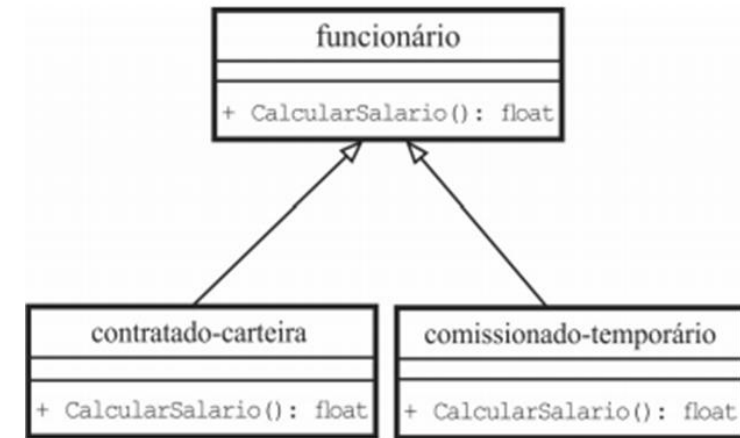 funcionário
+ CalcularSalario(): float
contratado-carteira
+ CalcularSalario(): float
comissionado-temporário
+ CalcularSalario(): float